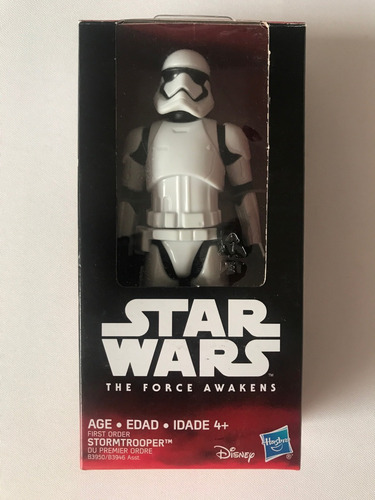 STAR
WARS™
THE FORCE AWAKENS
AGE • EDAD • IDADE 4+
FIRST ORDER
STORMTROOPER™
DU PREMIER ORDRE
B3950/B3946 Asst.
Disney
Hasbro